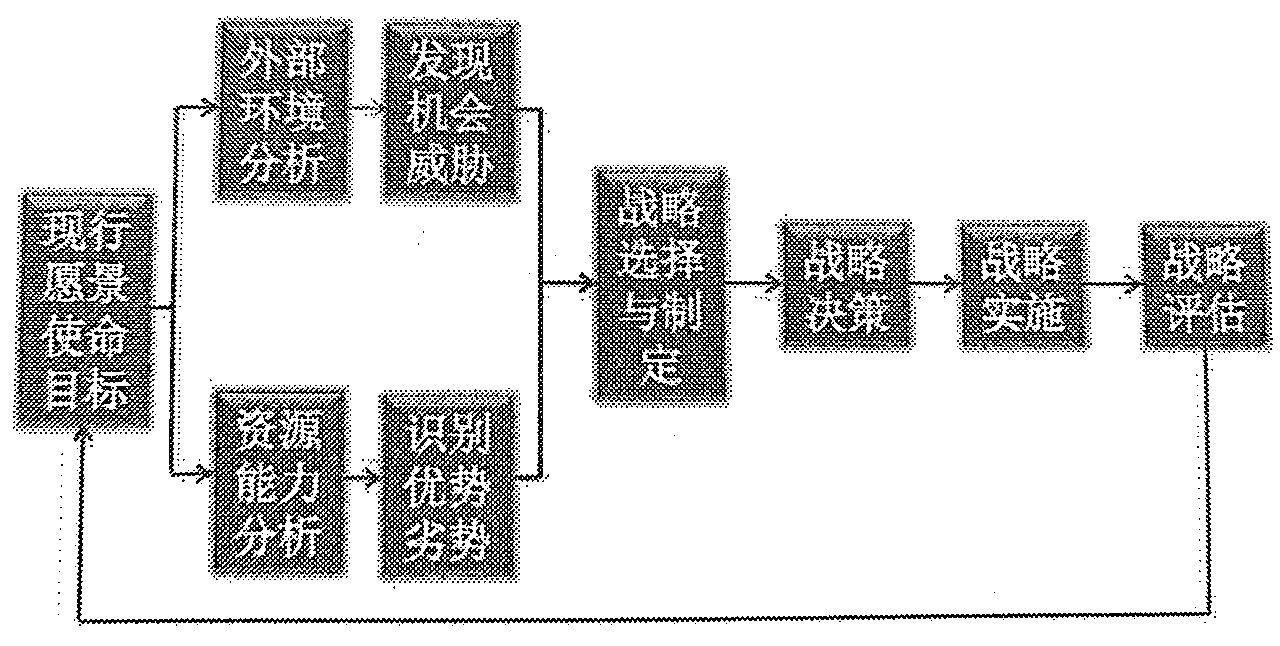 外部
环境
分析
发现
机会
威胁
现行
愿景
使命
目标
资源
能力
分析
识别
优势
劣势
战略
选择
与制
定
战略
决策
战略
实施
战略
评估